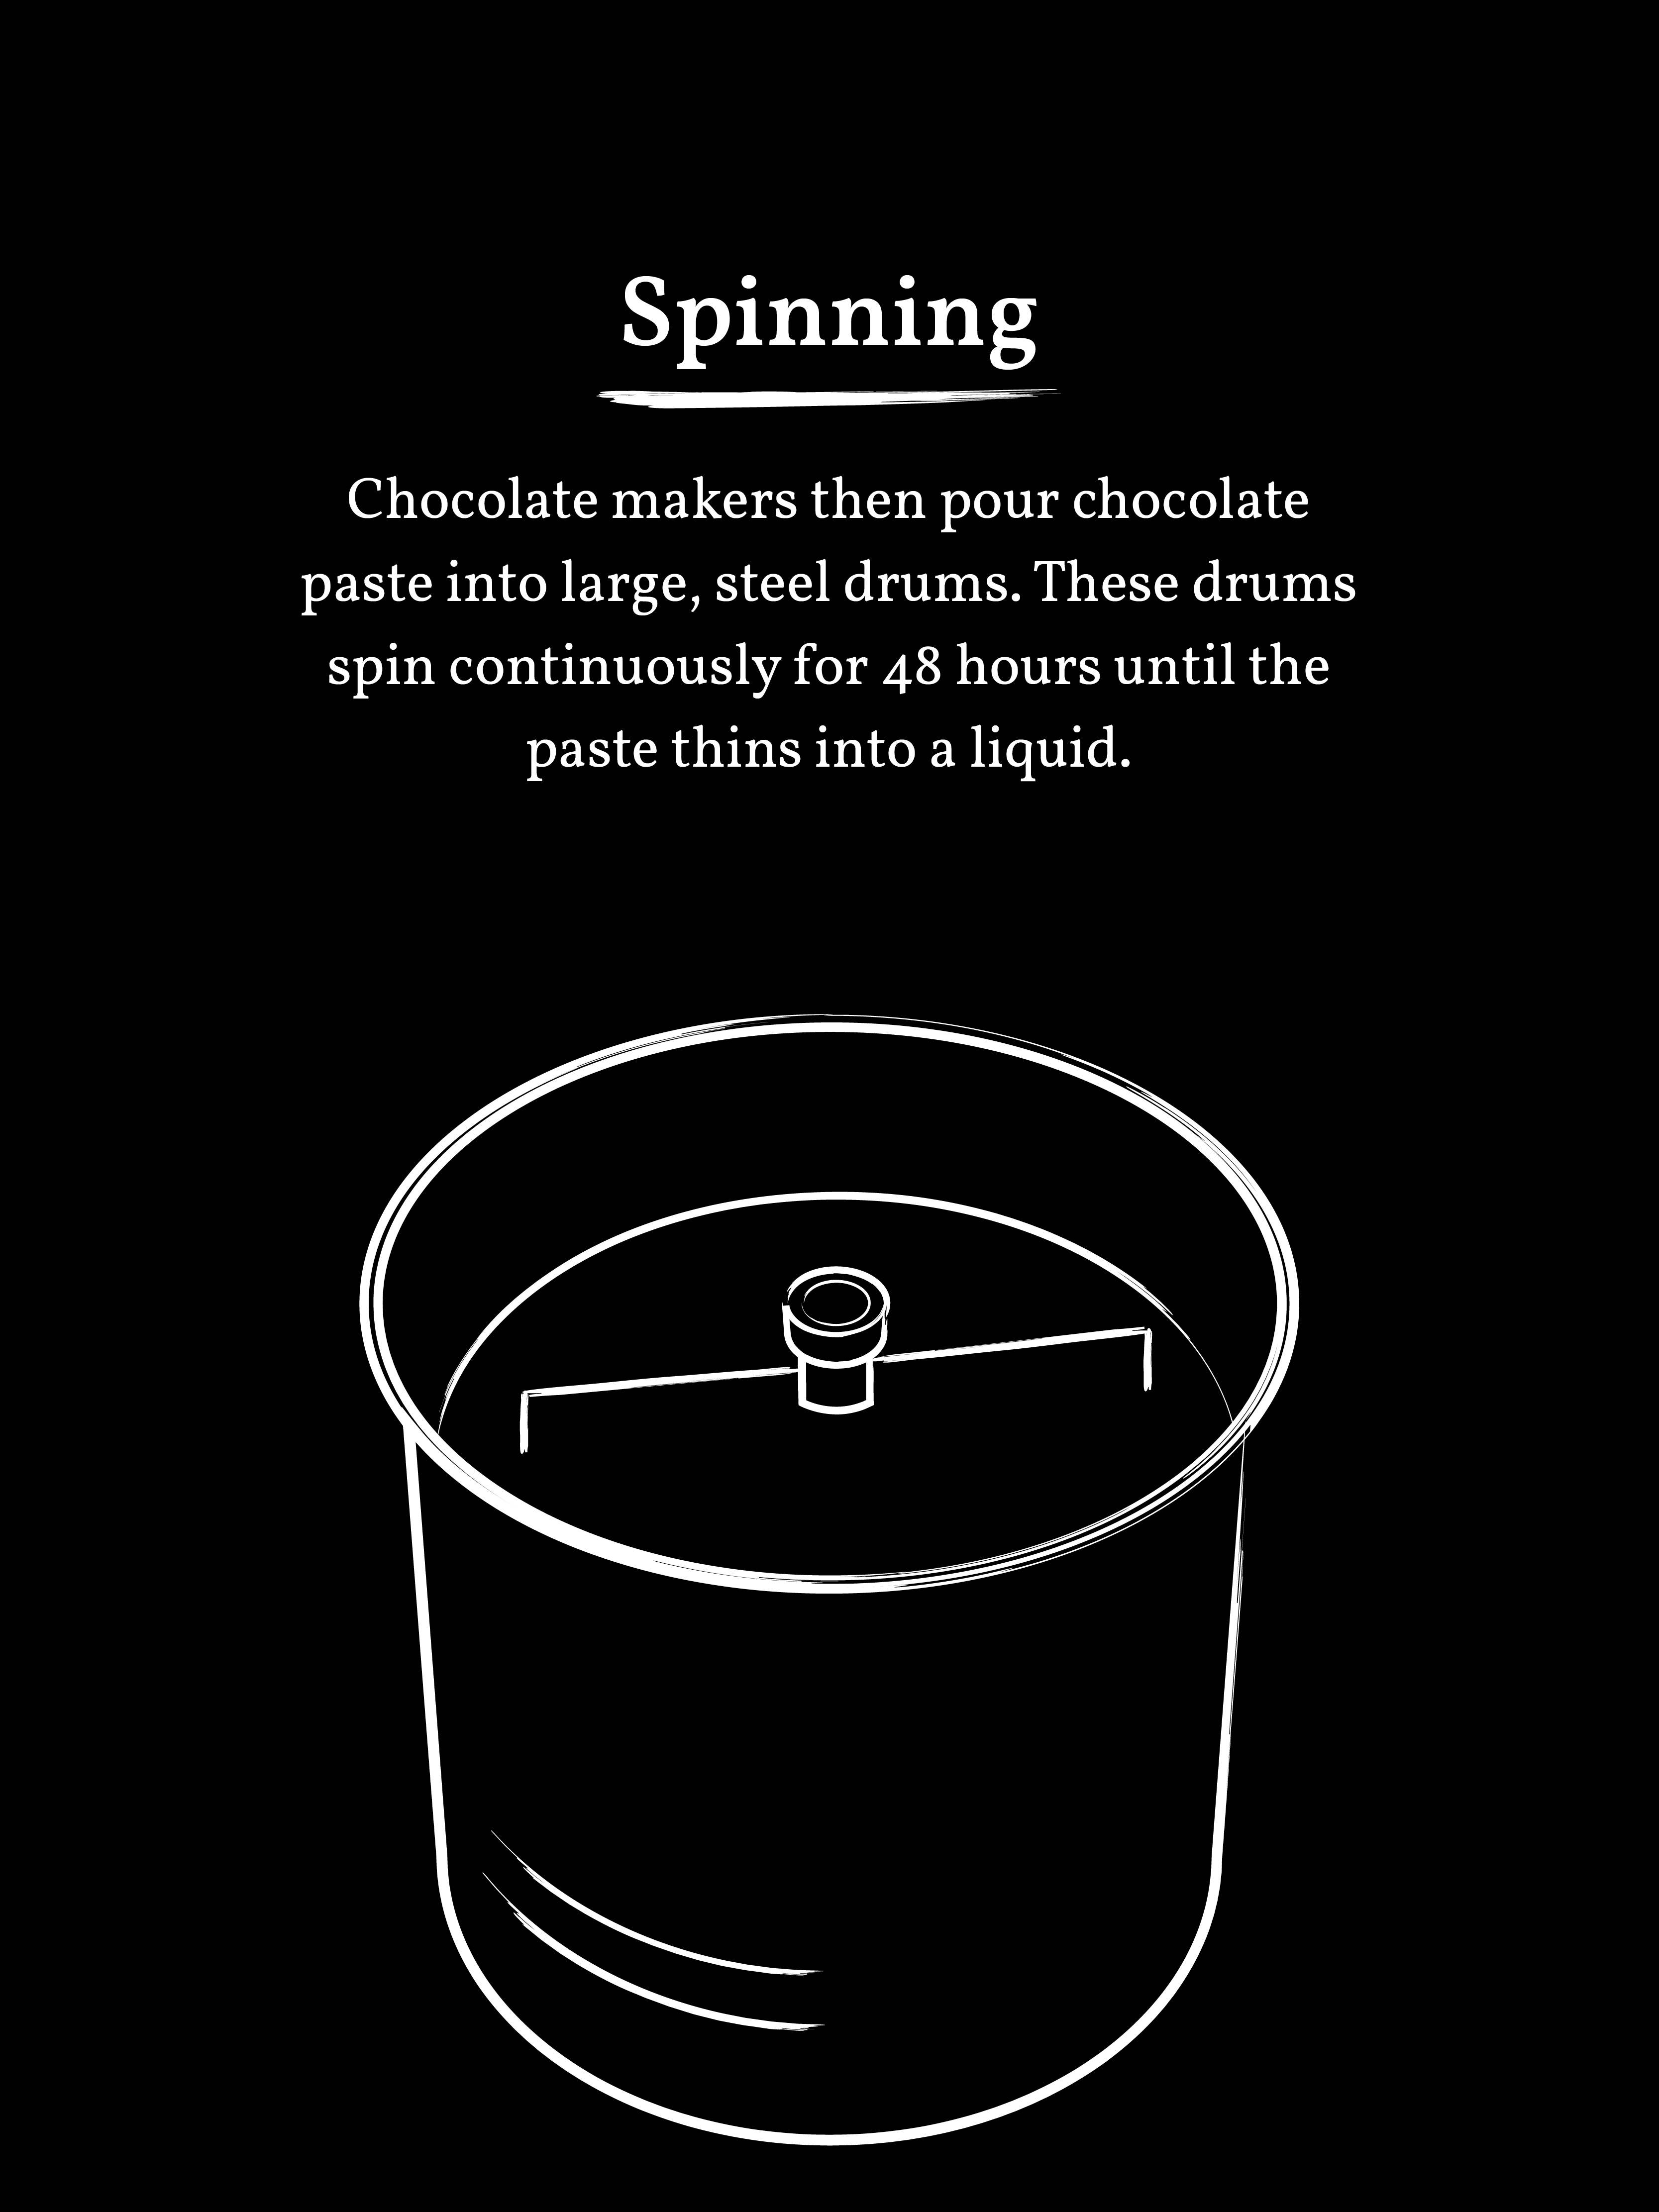 Spinning
Chocolate makers then pour chocolate
paste into large, steel drums. These drums
spin continuously for 48 hours until the
paste thins into a liquid.